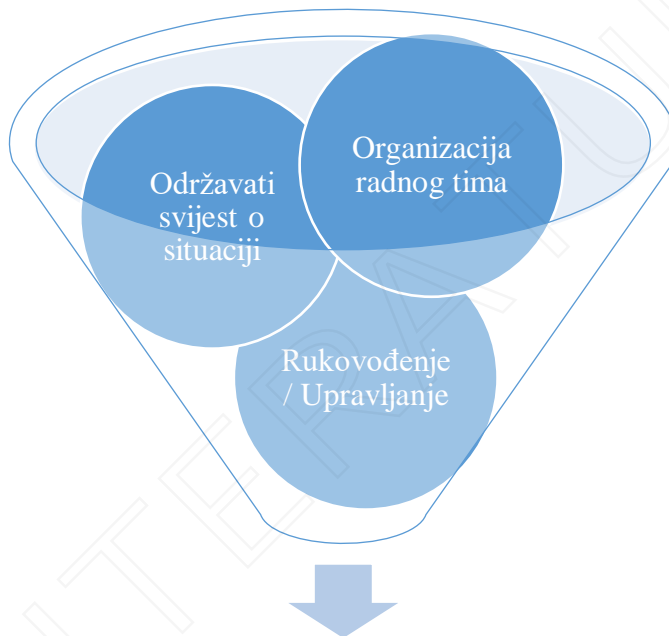 Održavati
svijest o
situaciji
Organizacija
radnog tima
Rukovođenje
/ Upravljanje